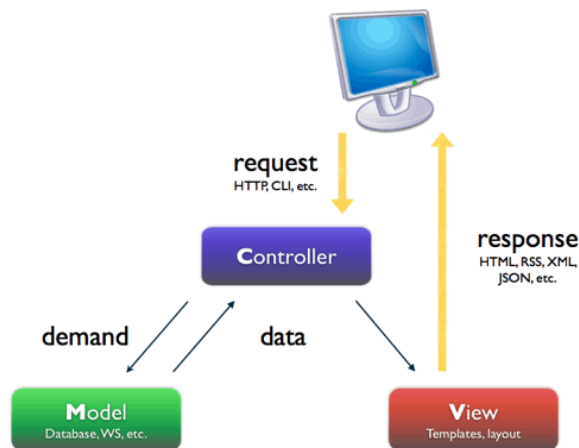 request
HTTP, CLI, etc.
Controller
response
HTML, RSS, XML,
JSON, etc.
demand
data
Model
Database, WS, etc.
View
Templates, layout